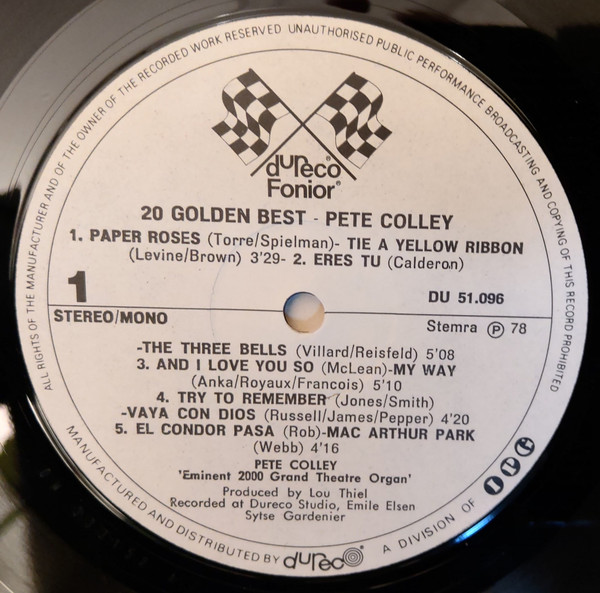 ALL RIGHTS OF THE MANUFACTURER AND OF THE OWNER OF THE RECORDED WORK RESERVED UNAUTHORISED PUBLIC PERFORMANCE BROADCASTING AND COPYING OF THIS RECORD PROHIBITED
dureco®
Fonior®
20 GOLDEN BEST - PETE COLLEY
1. PAPER ROSES (Torre/Spielman)- TIE A YELLOW RIBBON
(Levine/Brown) 3'29- 2. ERES TU (Calderon)
1
DU 51.096
STEREO/MONO
Stemra Ⓟ 78
-THE THREE BELLS (Villard/Reisfeld) 5'08
3. AND I LOVE YOU SO (McLean)-MY WAY
(Anka/Royaux/Francois) 5'10
4. TRY TO REMEMBER (Jones/Smith)
-VAYA CON DIOS (Russell/James/Pepper) 4'20
5. EL CONDOR PASA (Rob)-MAC ARTHUR PARK
(Webb) 4'16
PETE COLLEY
'Eminent 2000 Grand Theatre Organ'
Produced by Lou Thiel
Recorded at Dureco Studio, Emile Elsen
Sytse Gardenier
MANUFACTURED AND DISTRIBUTED BY dureco® A DIVISION OF